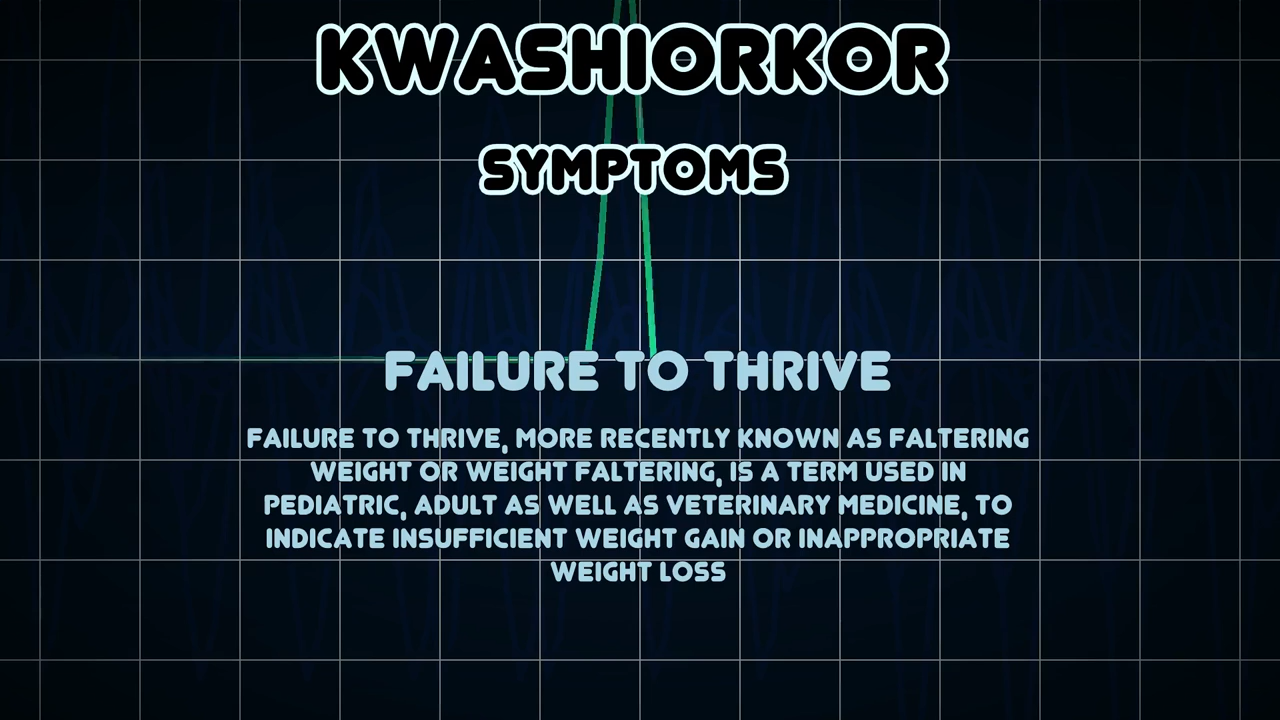 KWASHIORKOR
SYMPTOMS
FAILURE TO THRIVE
FAILURE TO THRIVE, MORE RECENTLY KNOWN AS FALTERING
WEIGHT OR WEIGHT FALTERING, IS A TERM USED IN
PEDIATRIC, ADULT AS WELL AS VETERINARY MEDICINE, TO
INDICATE INSUFFICIENT WEIGHT GAIN OR INAPPROPRIATE
WEIGHT LOSS